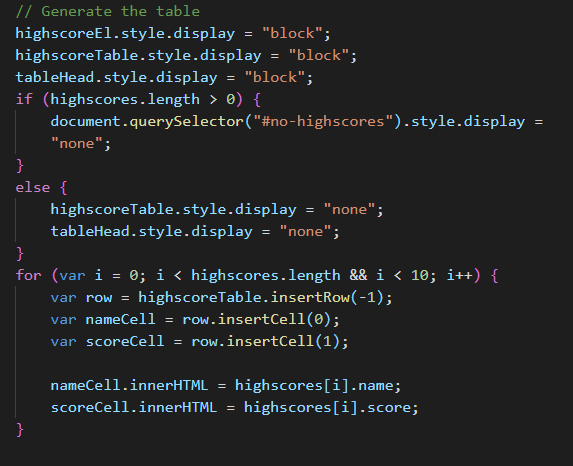 // Generate the table
highscoreEl.style.display = "block";
highscoreTable.style.display = "block";
tableHead.style.display = "block";
if (highscores.length > 0) {
    document.querySelector("#no-highscores").style.display =
    "none";
}
else {
    highscoreTable.style.display = "none";
    tableHead.style.display = "none";
}
for (var i = 0; i < highscores.length && i < 10; i++) {
    var row = highscoreTable.insertRow(-1);
    var nameCell = row.insertCell(0);
    var scoreCell = row.insertCell(1);

    nameCell.innerHTML = highscores[i].name;
    scoreCell.innerHTML = highscores[i].score;
}